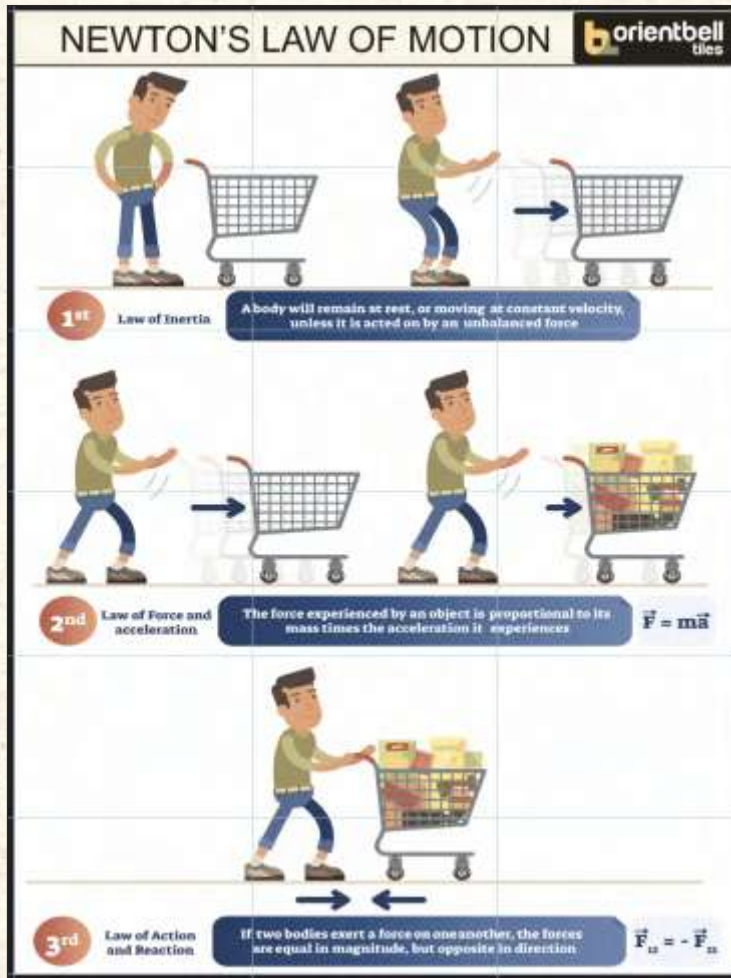 NEWTON'S LAW OF MOTION
orientbell
tiles
1st
Law of Inertia
A body will remain at rest, or moving at constant velocity,
unless it is acted on by an unbalanced force
2nd
Law of Force and
acceleration
The force experienced by an object is proportional to its
mass times the acceleration it experiences
F⃗ = ma⃗
3rd
Law of Action
and Reaction
If two bodies exert a force on one another, the forces
are equal in magnitude, but opposite in direction